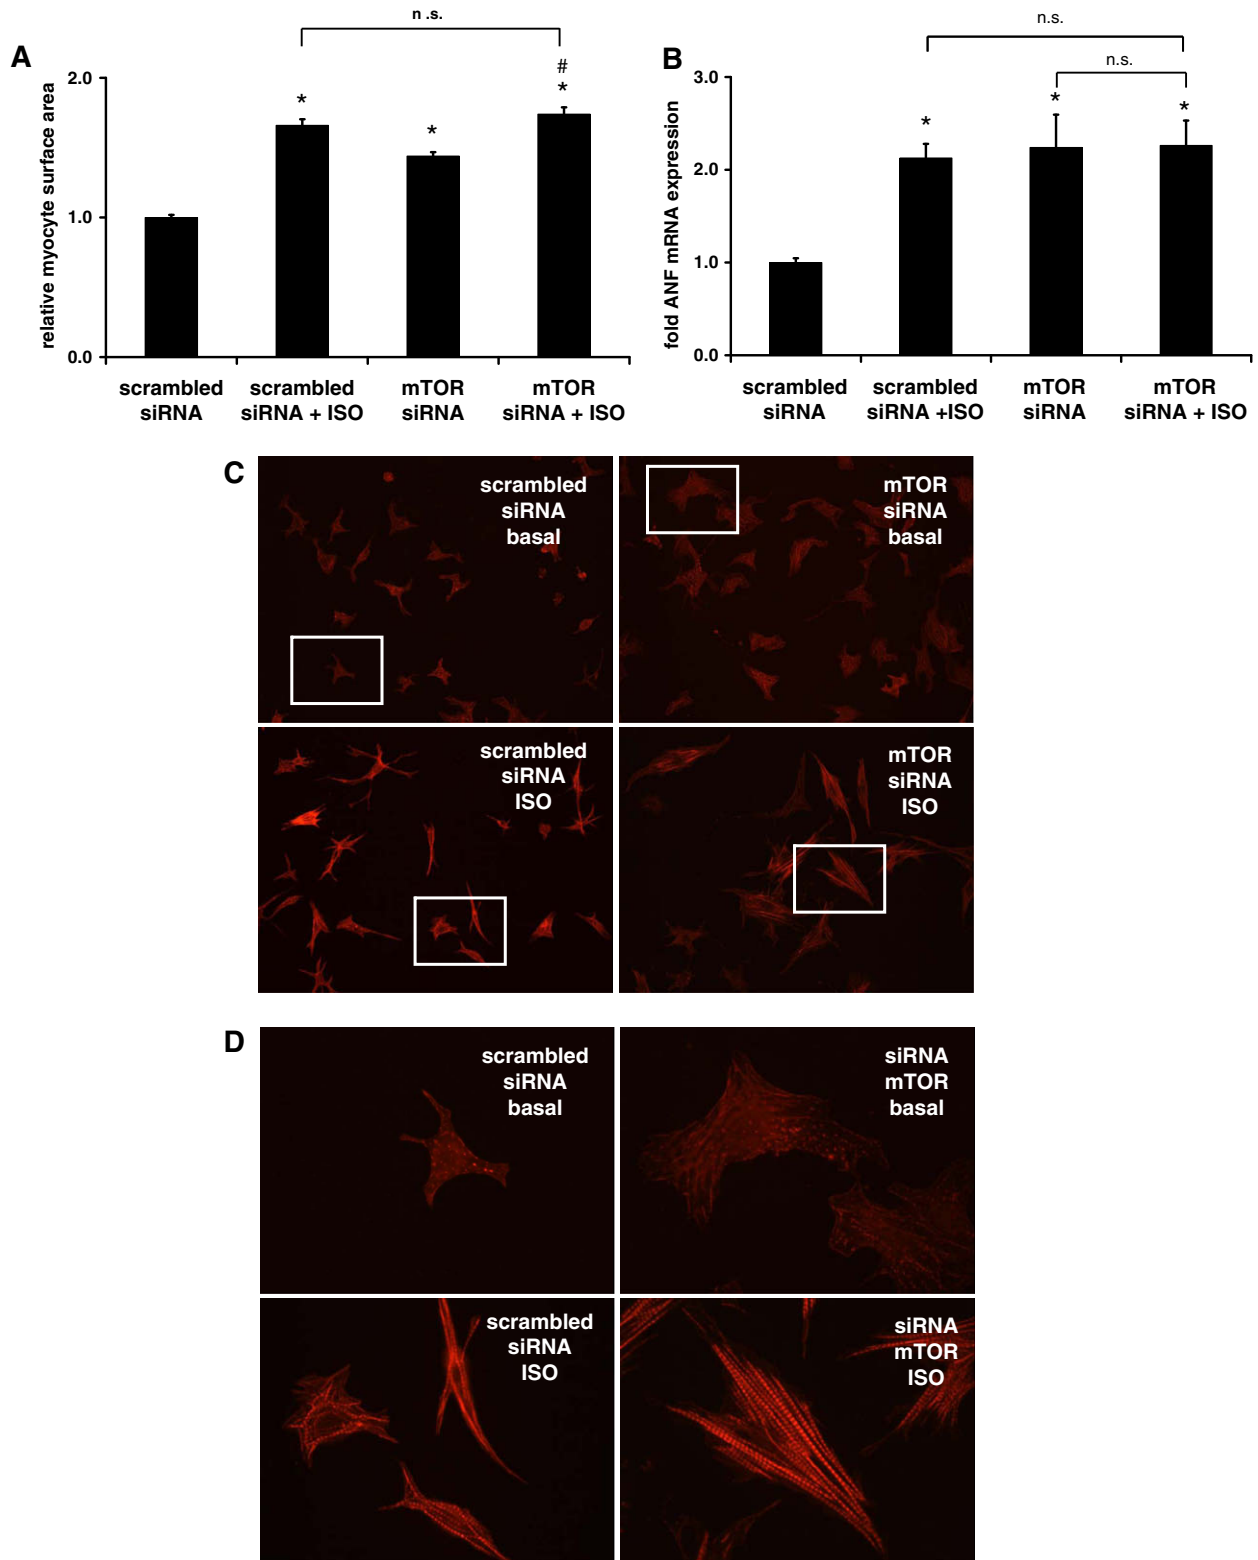 A
n .s.
relative myocyte surface area
2.0
1.0
0.0
*
*
#
*
scrambled
siRNA
scrambled
siRNA + ISO
mTOR
siRNA
mTOR
siRNA + ISO
B
n.s.
n.s.
fold ANF mRNA expression
3.0
2.0
1.0
0.0
*
*
*
scrambled
siRNA
scrambled
siRNA +ISO
mTOR
siRNA
mTOR
siRNA + ISO
C
scrambled
siRNA
basal
mTOR
siRNA
basal
scrambled
siRNA
ISO
mTOR
siRNA
ISO
D
scrambled
siRNA
basal
siRNA
mTOR
basal
scrambled
siRNA
ISO
siRNA
mTOR
ISO